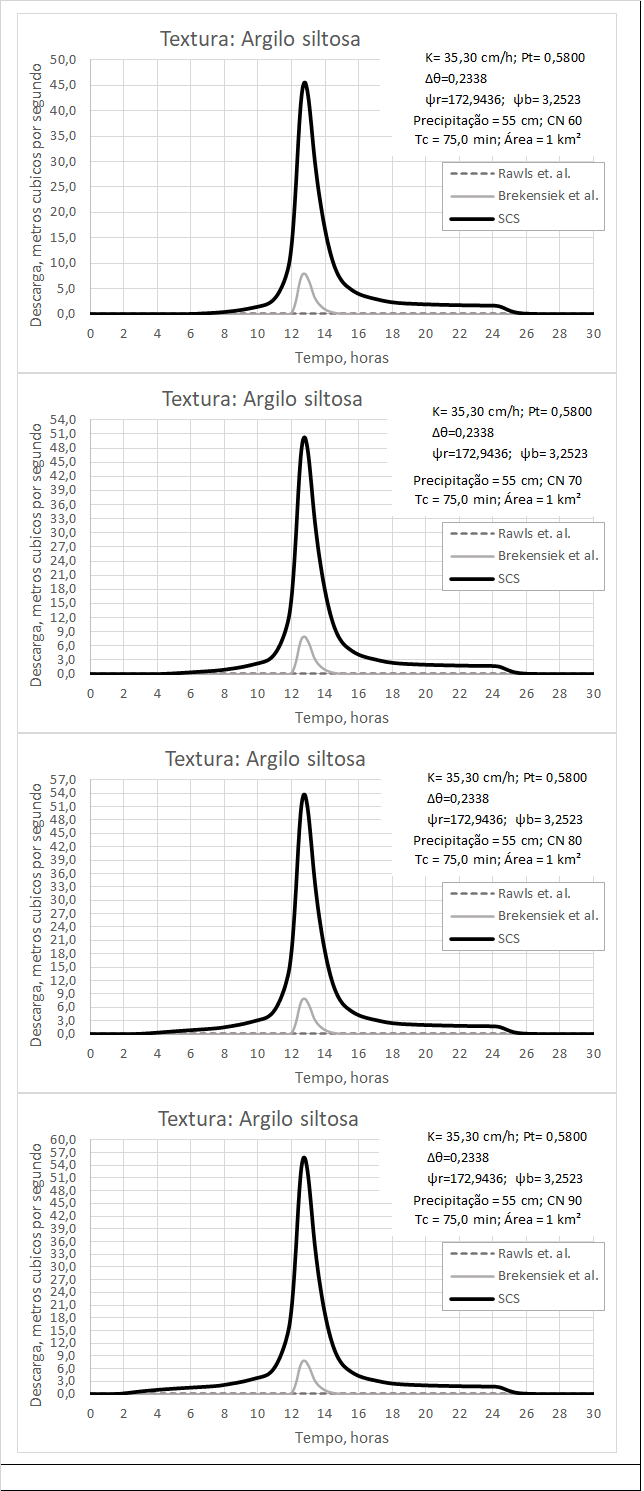 Textura: Argilo siltosa
K= 35,30 cm/h; Pt= 0,5800
Δθ=0,2338
ψr=172,9436; ψb= 3,2523
Precipitação = 55 cm; CN 60
Tc = 75,0 min; Área = 1 km²
Rawls et. al.
Brekensiek et al.
SCS
Descarga, metros cubicos por segundo
50,0
45,0
40,0
35,0
30,0
25,0
20,0
15,0
10,0
5,0
0,0
0 2 4 6 8 10 12 14 16 18 20 22 24 26 28 30
Tempo, horas
Textura: Argilo siltosa
K= 35,30 cm/h; Pt= 0,5800
Δθ=0,2338
ψr=172,9436; ψb= 3,2523
Precipitação = 55 cm; CN 70
Tc = 75,0 min; Área = 1 km²
Rawls et. al.
Brekensiek et al.
SCS
Descarga, metros cubicos por segundo
54,0
51,0
48,0
45,0
42,0
39,0
36,0
33,0
30,0
27,0
24,0
21,0
18,0
15,0
12,0
9,0
6,0
3,0
0,0
0 2 4 6 8 10 12 14 16 18 20 22 24 26 28 30
Tempo, horas
Textura: Argilo siltosa
K= 35,30 cm/h; Pt= 0,5800
Δθ=0,2338
ψr=172,9436; ψb= 3,2523
Precipitação = 55 cm; CN 80
Tc = 75,0 min; Área = 1 km²
Rawls et. al.
Brekensiek et al.
SCS
Descarga, metros cubicos por segundo
57,0
54,0
51,0
48,0
45,0
42,0
39,0
36,0
33,0
30,0
27,0
24,0
21,0
18,0
15,0
12,0
9,0
6,0
3,0
0,0
0 2 4 6 8 10 12 14 16 18 20 22 24 26 28 30
Tempo, horas
Textura: Argilo siltosa
K= 35,30 cm/h; Pt= 0,5800
Δθ=0,2338
ψr=172,9436; ψb= 3,2523
Precipitação = 55 cm; CN 90
Tc = 75,0 min; Área = 1 km²
Rawls et. al.
Brekensiek et al.
SCS
Descarga, metros cubicos por segundo
60,0
57,0
54,0
51,0
48,0
45,0
42,0
39,0
36,0
33,0
30,0
27,0
24,0
21,0
18,0
15,0
12,0
9,0
6,0
3,0
0,0
0 2 4 6 8 10 12 14 16 18 20 22 24 26 28 30
Tempo, horas